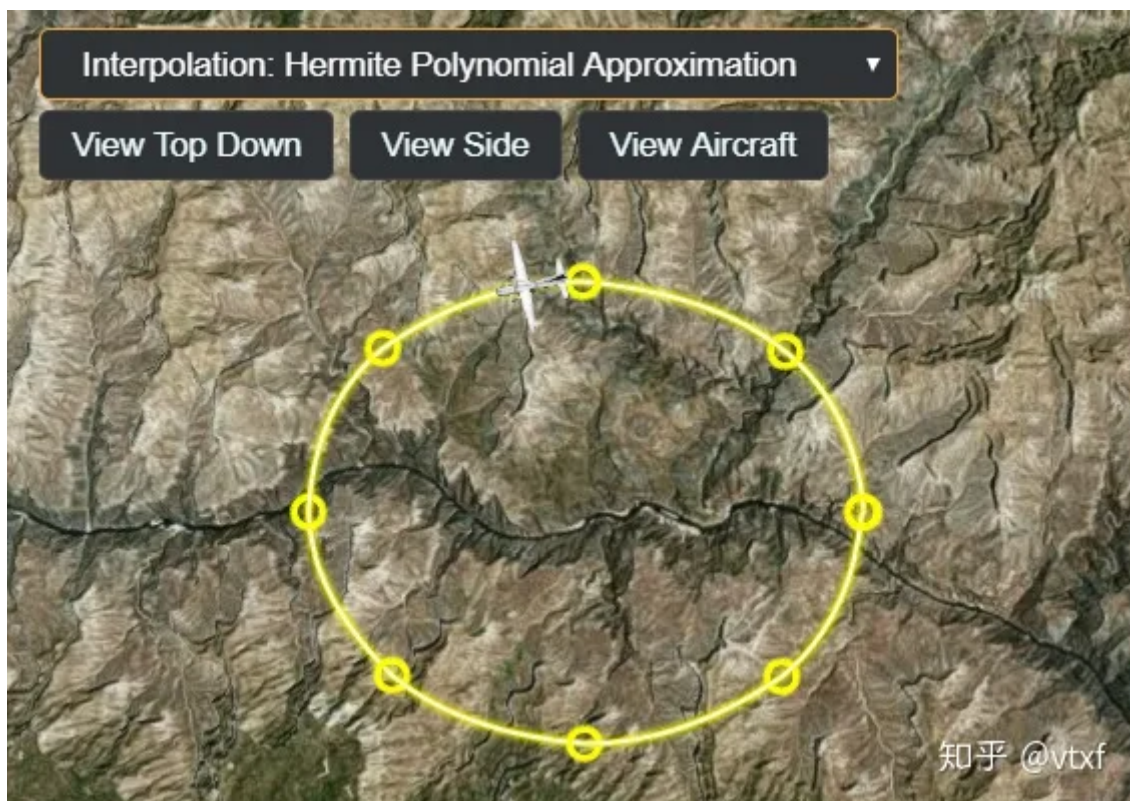 Interpolation: Hermite Polynomial Approximation
View Top Down View Side View Aircraft
知乎 @vtxf